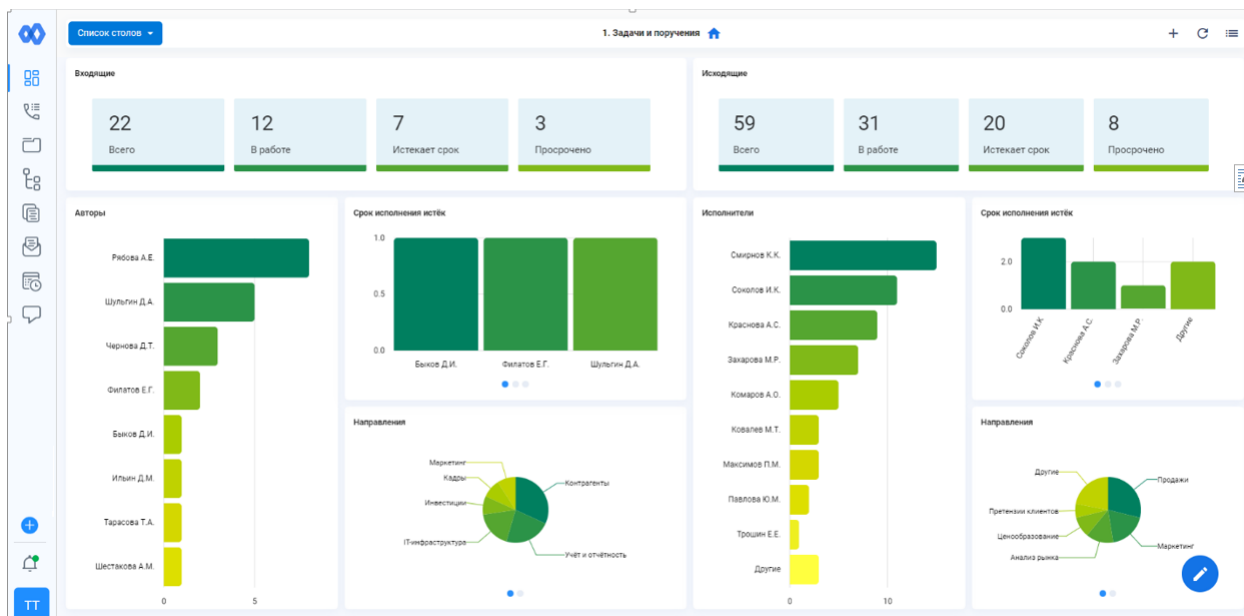 Список столов
1. Задачи и поручения
Входящие
22
Всего
12
В работе
7
Истекает срок
3
Просрочено
Исходящие
59
Всего
31
В работе
20
Истекает срок
8
Просрочено
Авторы
Рябова А.Е.
Шульгин Д.А.
Чернова Д.Т.
Филатов Е.Г.
Быков Д.И.
Ильин Д.М.
Тарасова Т.А.
Шестакова А.М.
0 5
Срок исполнения истёк
1.0
0.5
0.0
Быков Д.И. Филатов Е.Г. Шульгин Д.А.
Направления
Маркетинг
Кадры
Контрагенты
Инвестиции
IT-инфраструктура
Учёт и отчётность
Исполнители
Смирнов К.К.
Соколов И.К.
Краснова А.С.
Захарова М.Р.
Комаров А.О.
Ковалев М.Т.
Максимов П.М.
Павлова Ю.М.
Трошин Е.Е.
Другие
0 10
Срок исполнения истёк
2.0
0.0
Соколов И.К Краснова А.С. Захарова М.Р. Другие
Направления
Другие
Продажи
Претензии клиентов
Ценообразование
Маркетинг
Анализ рынка
ТТ